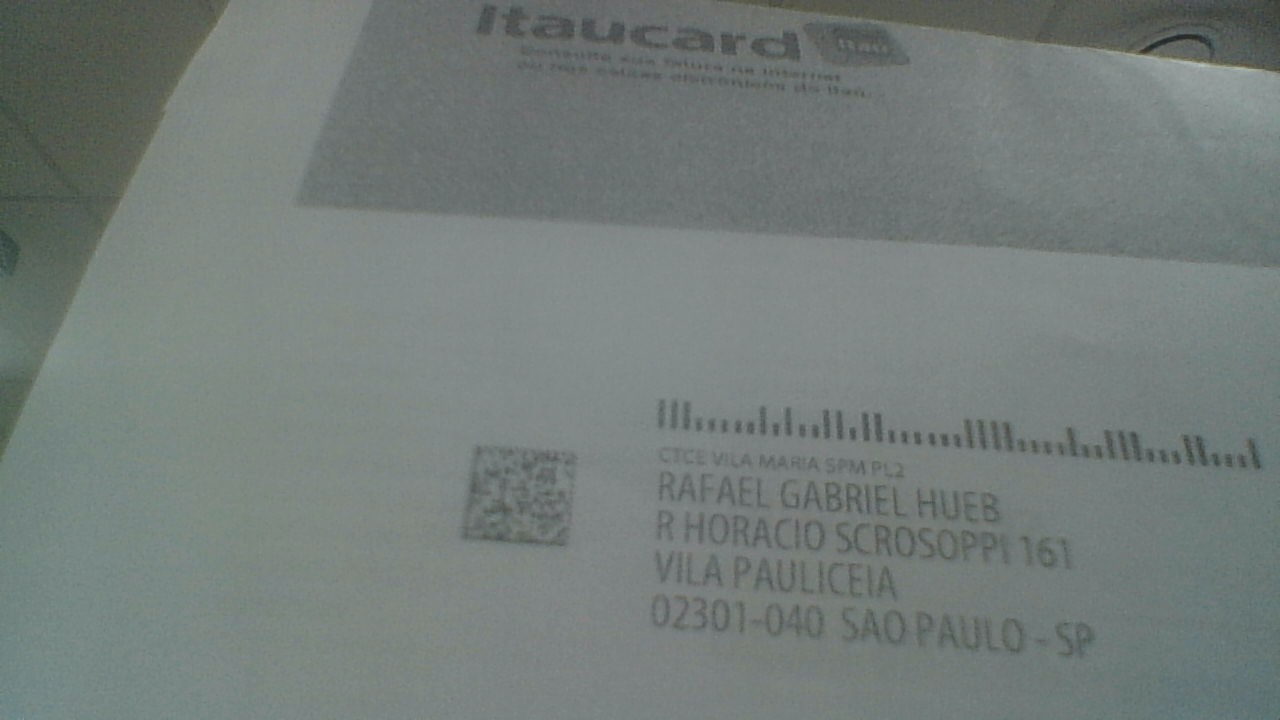 Itaucard Itaú
Consulte sua fatura na internet
ou nos caixas eletrônicos do Itaú.
CTCE VILA MARIA SPM PL2
RAFAEL GABRIEL HUEB
R HORACIO SCROSOPPI 161
VILA PAULICEIA
02301-040 SAO PAULO - SP